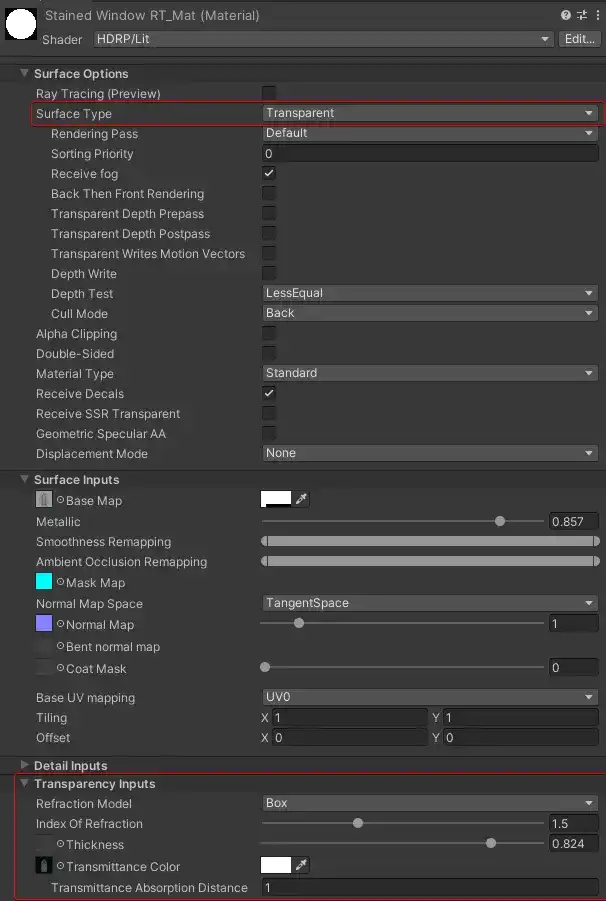 Stained Window RT_Mat (Material)
Shader HDRP/Lit Edit...
Surface Options
Ray Tracing (Preview)
Surface Type Transparent
Rendering Pass Default
Sorting Priority 0
Receive fog
Back Then Front Rendering
Transparent Depth Prepass
Transparent Depth Postpass
Transparent Writes Motion Vectors
Depth Write
Depth Test LessEqual
Cull Mode Back
Alpha Clipping
Double-Sided
Material Type Standard
Receive Decals
Receive SSR Transparent
Geometric Specular AA
Displacement Mode None
Surface Inputs
Base Map
Metallic 0.857
Smoothness Remapping
Ambient Occlusion Remapping
Mask Map
Normal Map Space TangentSpace
Normal Map 1
Bent normal map
Coat Mask 0
Base UV mapping UV0
Tiling X 1 Y 1
Offset X 0 Y 0
Detail Inputs
Transparency Inputs
Refraction Model Box
Index Of Refraction 1.5
Thickness 0.824
Transmittance Color
Transmittance Absorption Distance 1